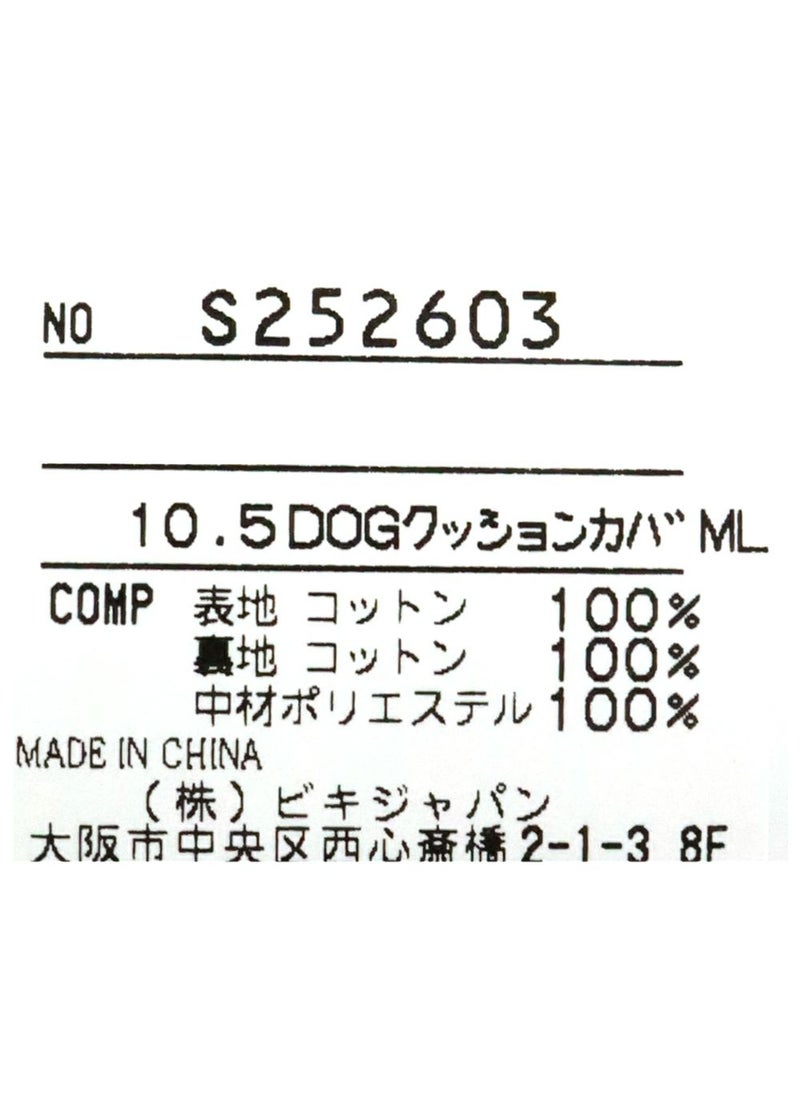 NO S252603
10.5DOGクッションカバ ML
COMP 表地 コットン 100%
裏地 コットン 100%
中材ポリエステル 100%
MADE IN CHINA
(株)ビキジャパン
大阪市中央区西心斎橋2-1-3 8F